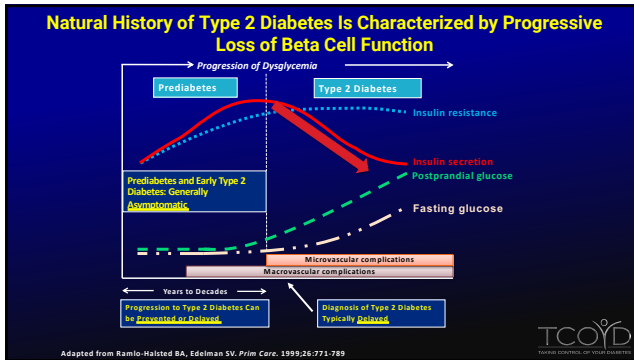 Natural History of Type 2 Diabetes Is Characterized by Progressive
Loss of Beta Cell Function
Progression of Dysglycemia
Prediabetes
Type 2 Diabetes
Insulin resistance
Insulin secretion
Postprandial glucose
Prediabetes and Early Type 2
Diabetes: Generally
Asymptomatic
Fasting glucose
Microvascular complications
Macrovascular complications
Years to Decades
Progression to Type 2 Diabetes Can
be Prevented or Delayed
Diagnosis of Type 2 Diabetes
Typically Delayed
TCOYD
TAKING CONTROL OF YOUR DIABETES
Adapted from Ramlo-Halsted BA, Edelman SV. Prim Care. 1999;26:771-789